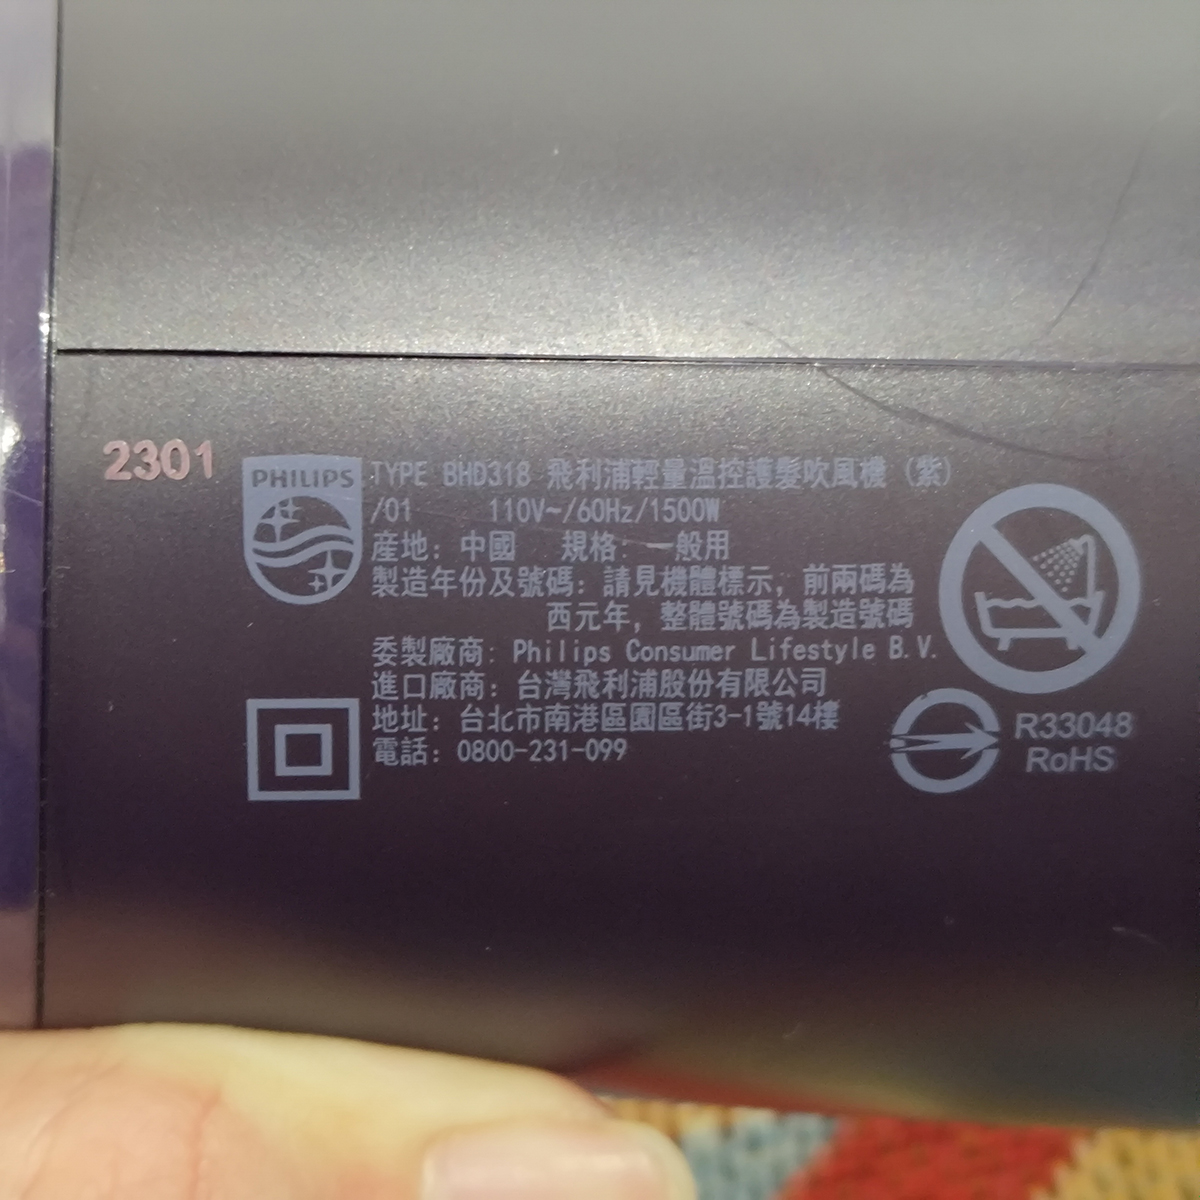 2301
PHILIPS
TYPE BHD318 飛利浦輕量溫控護髮吹風機 (紫)
/01 110V~/60Hz/1500W
產地: 中國 規格: 一般用
製造年份及號碼: 請見機體標示, 前兩碼為
西元年, 整體號碼為製造號碼
委製廠商: Philips Consumer Lifestyle B.V.
進口廠商: 台灣飛利浦股份有限公司
地址: 台北市南港區園區街3-1號14樓
電話: 0800-231-099
R33048
RoHS